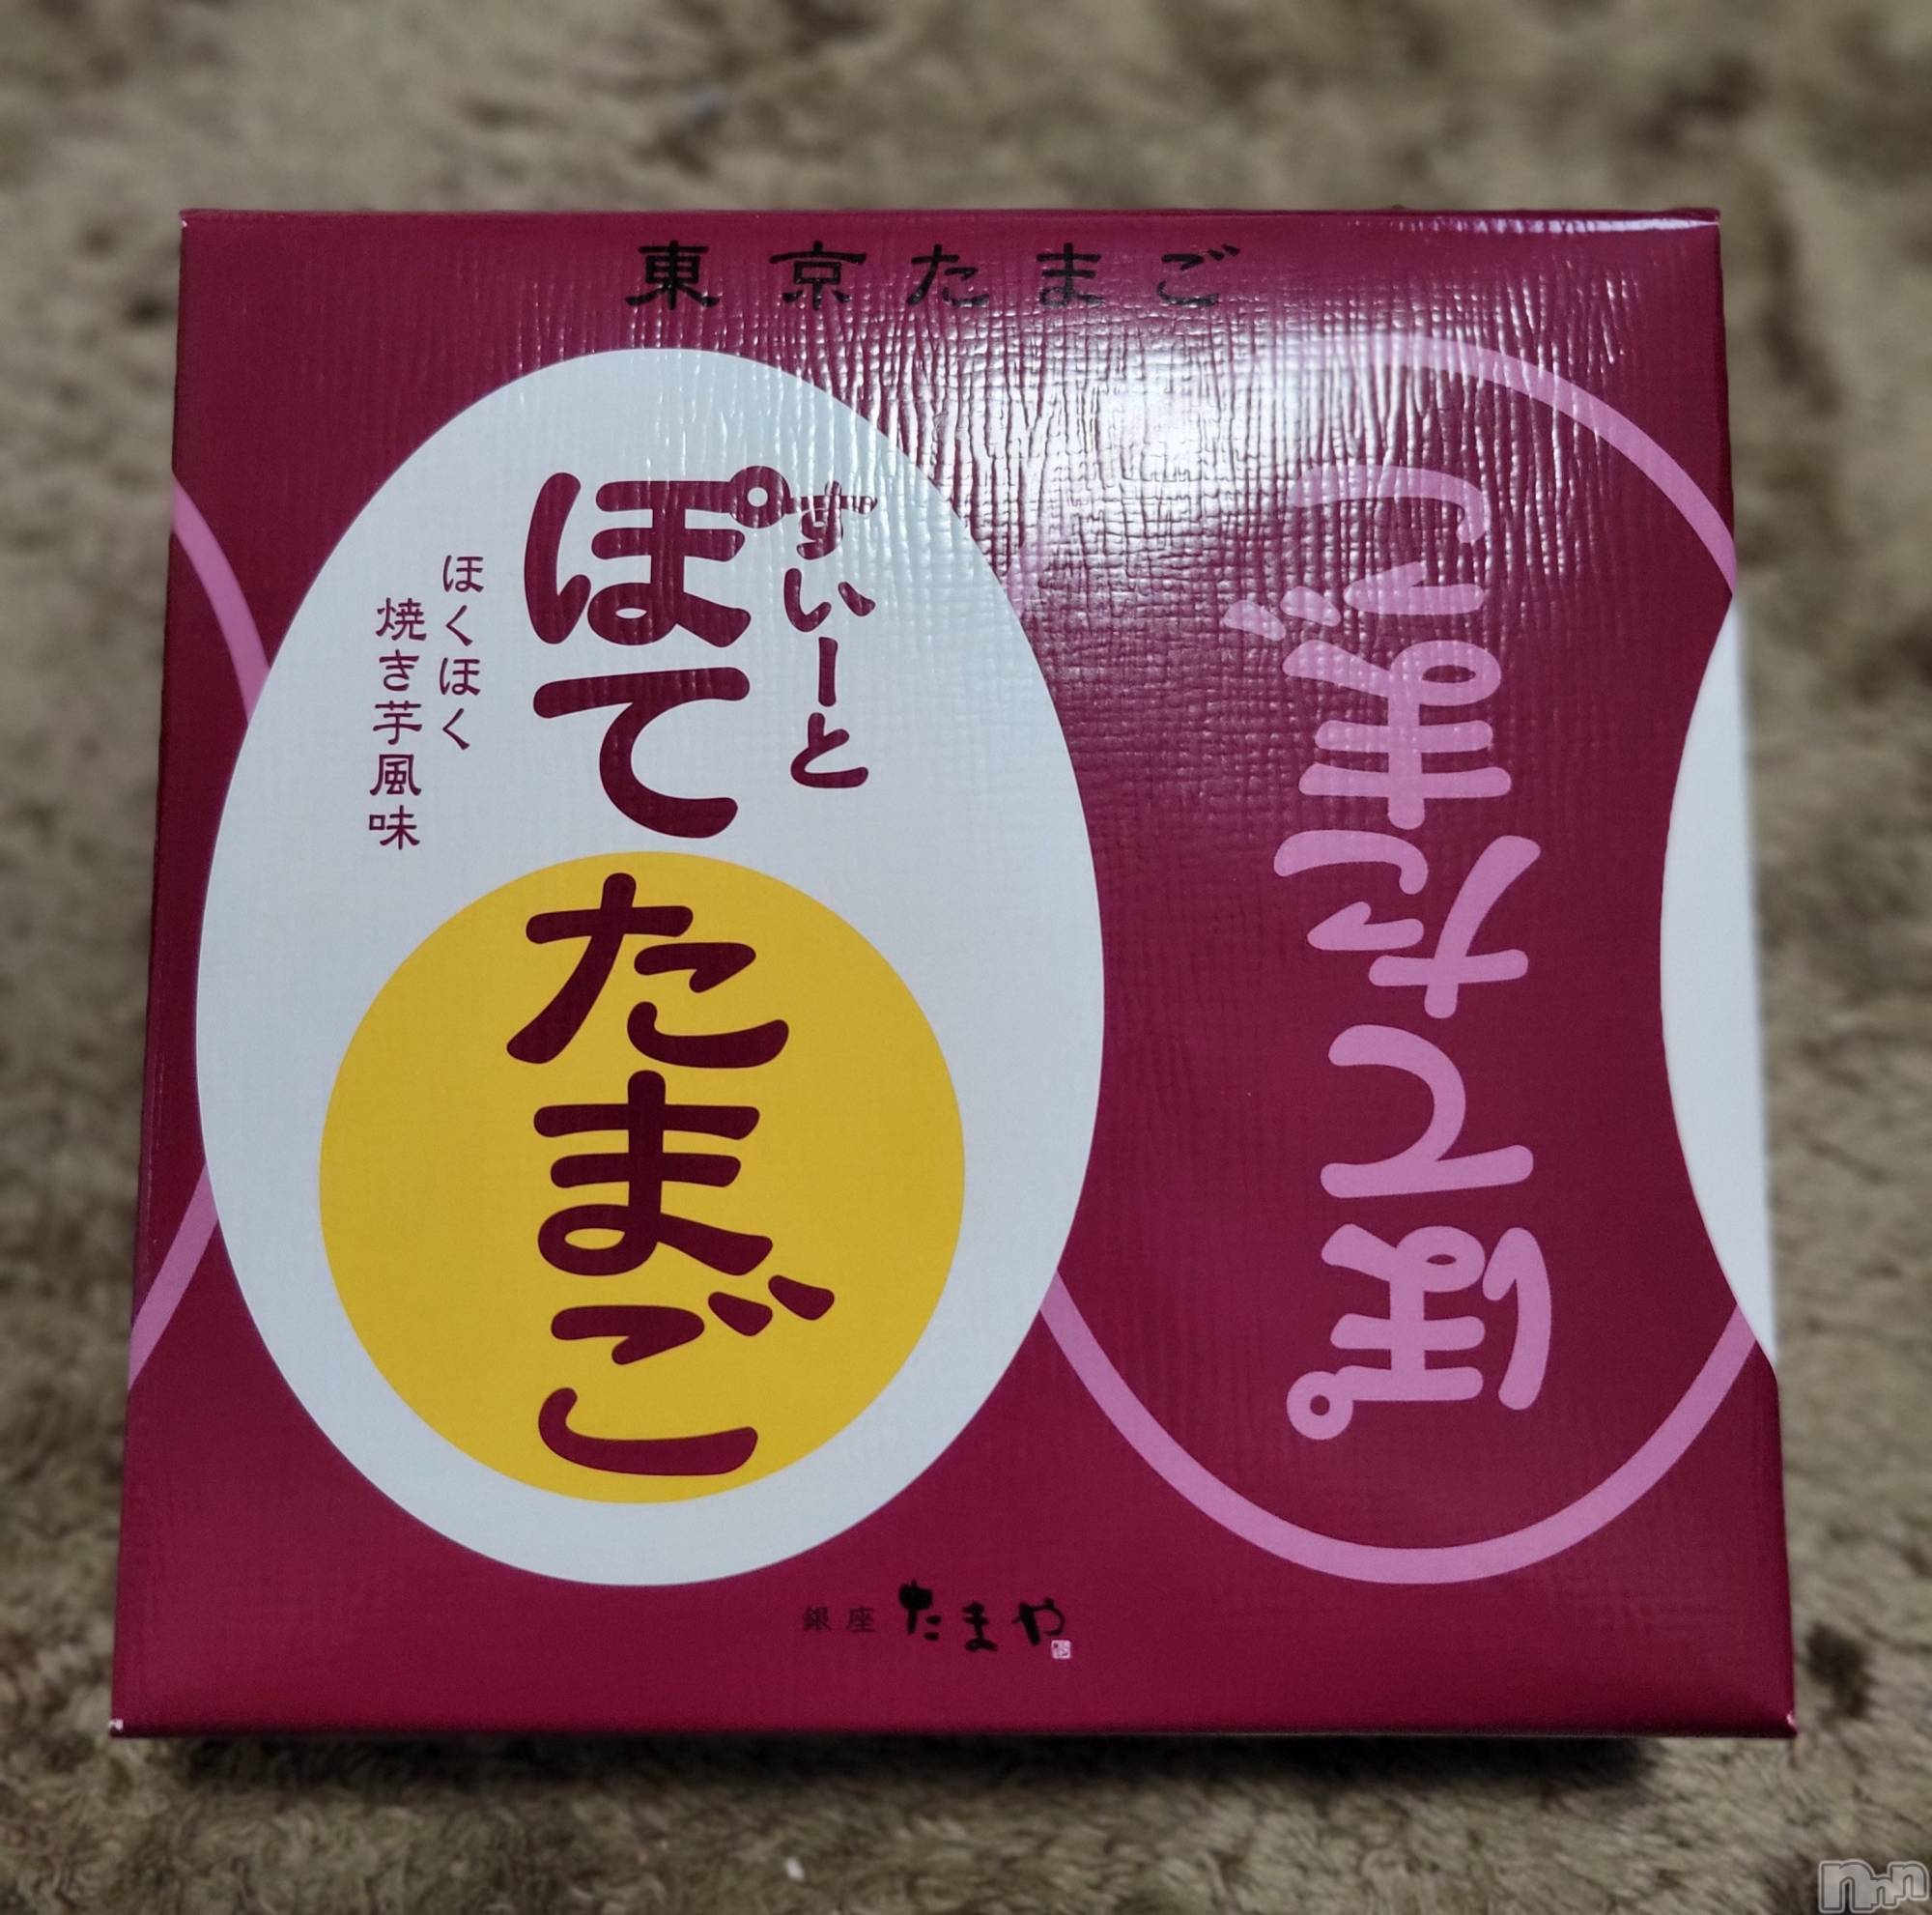 東京たまご
すいーと
ぽてたまご
ほくほく
焼き芋風味
ぽてたまご
銀座 たまや
nnn